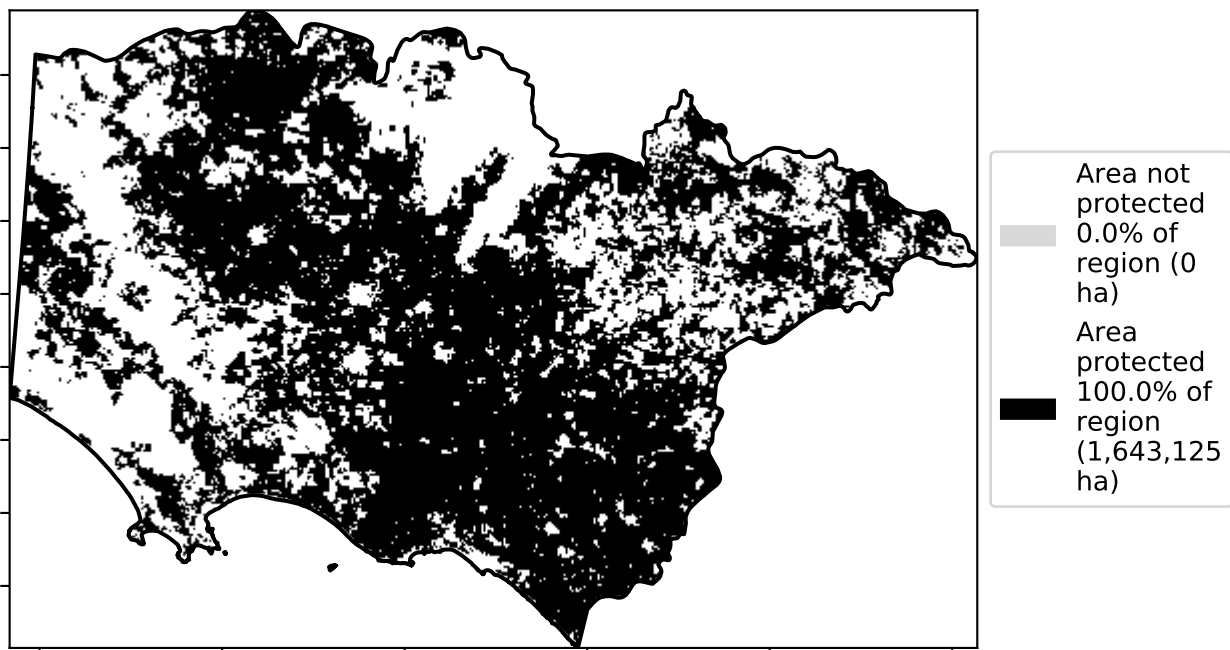 Area not
protected
0.0% of
region (0
ha)
Area
protected
100.0% of
region
(1,643,125
ha)